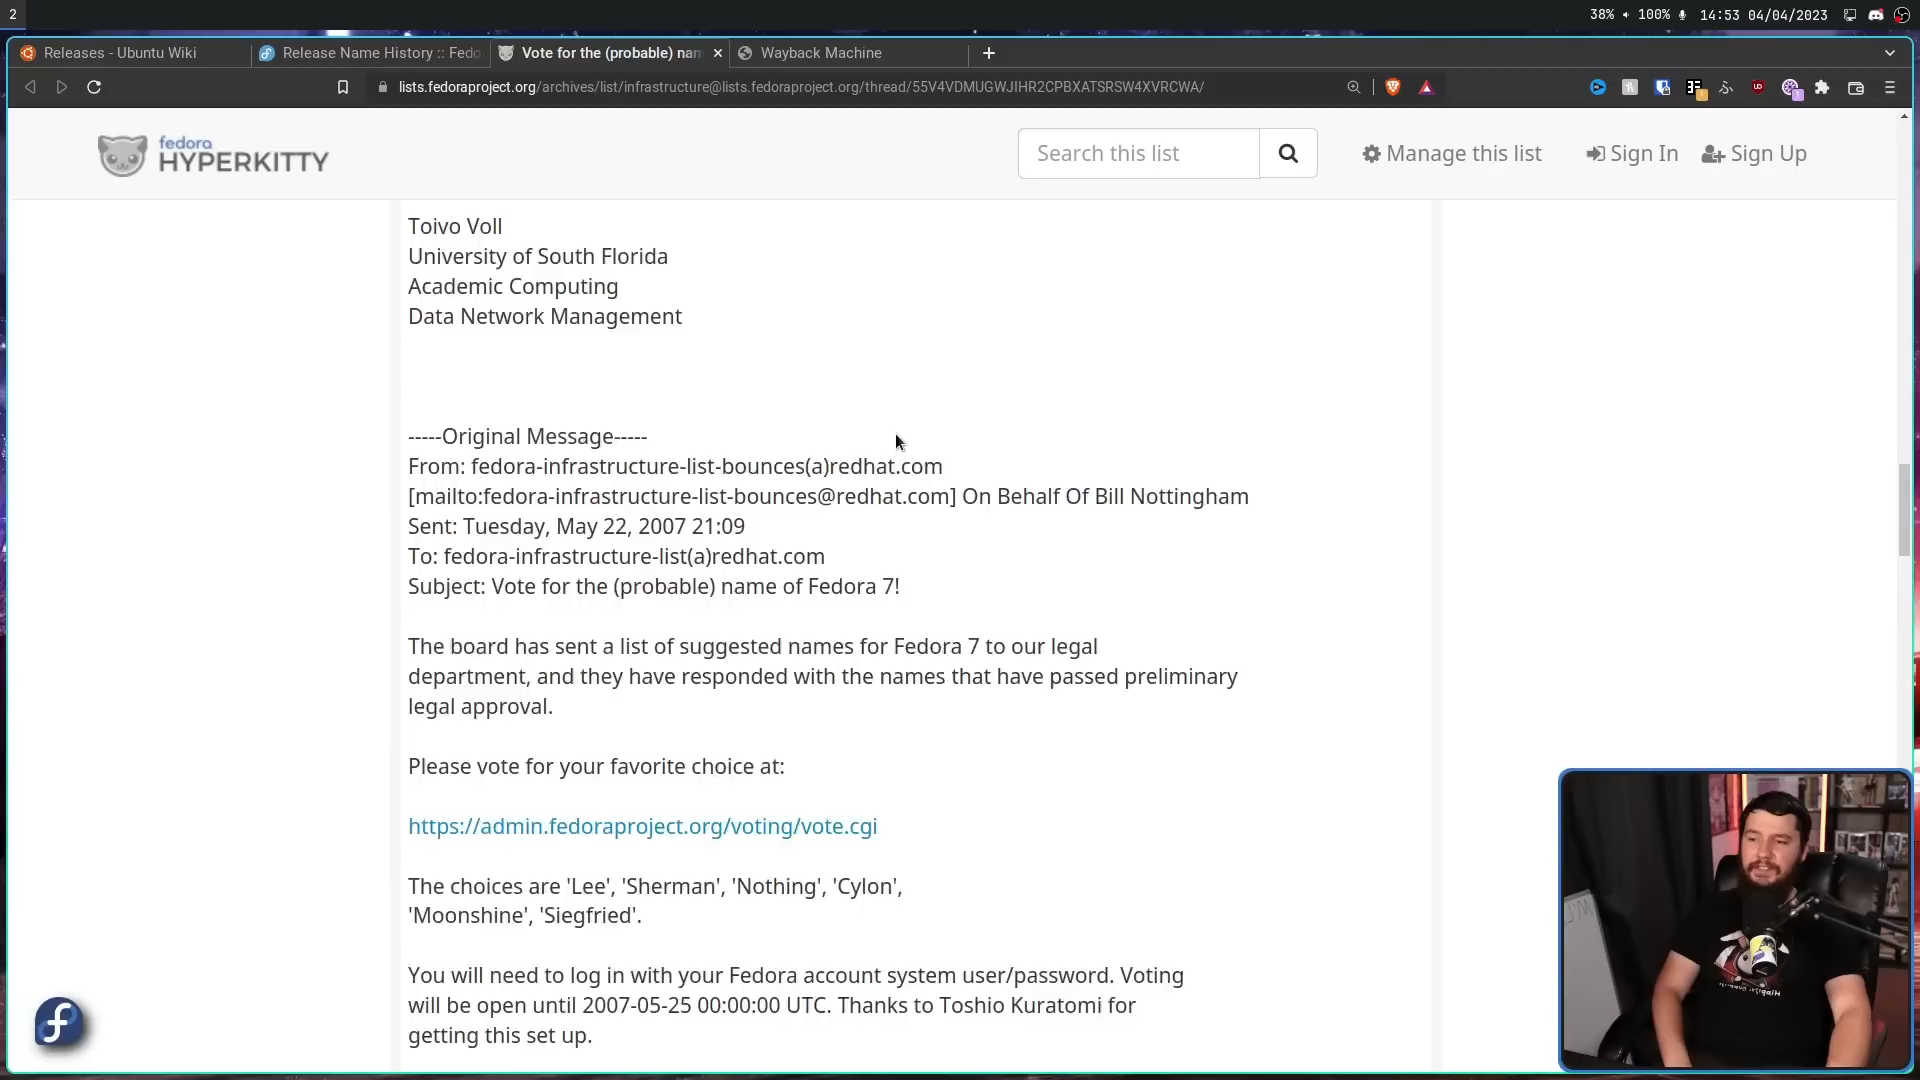 2
38%
100%
14:53 04/04/2023
Releases - Ubuntu Wiki
Release Name History :: Fedo
Vote for the (probable) nam
Wayback Machine
lists.fedoraproject.org/archives/list/infrastructure@lists.fedoraproject.org/thread/55V4VDMUGWJIHR2CPBXATSRSW4XVRCWA/
fedora
HYPERKITTY
Search this list
Manage this list
Sign In
Sign Up
Toivo Voll
University of South Florida
Academic Computing
Data Network Management
-----Original Message-----
From: fedora-infrastructure-list-bounces(a)redhat.com
[mailto:fedora-infrastructure-list-bounces@redhat.com] On Behalf Of Bill Nottingham
Sent: Tuesday, May 22, 2007 21:09
To: fedora-infrastructure-list(a)redhat.com
Subject: Vote for the (probable) name of Fedora 7!
The board has sent a list of suggested names for Fedora 7 to our legal
department, and they have responded with the names that have passed preliminary
legal approval.
Please vote for your favorite choice at:
https://admin.fedoraproject.org/voting/vote.cgi
The choices are 'Lee', 'Sherman', 'Nothing', 'Cylon',
'Moonshine', 'Siegfried'.
You will need to log in with your Fedora account system user/password. Voting
will be open until 2007-05-25 00:00:00 UTC. Thanks to Toshio Kuratomi for
getting this set up.